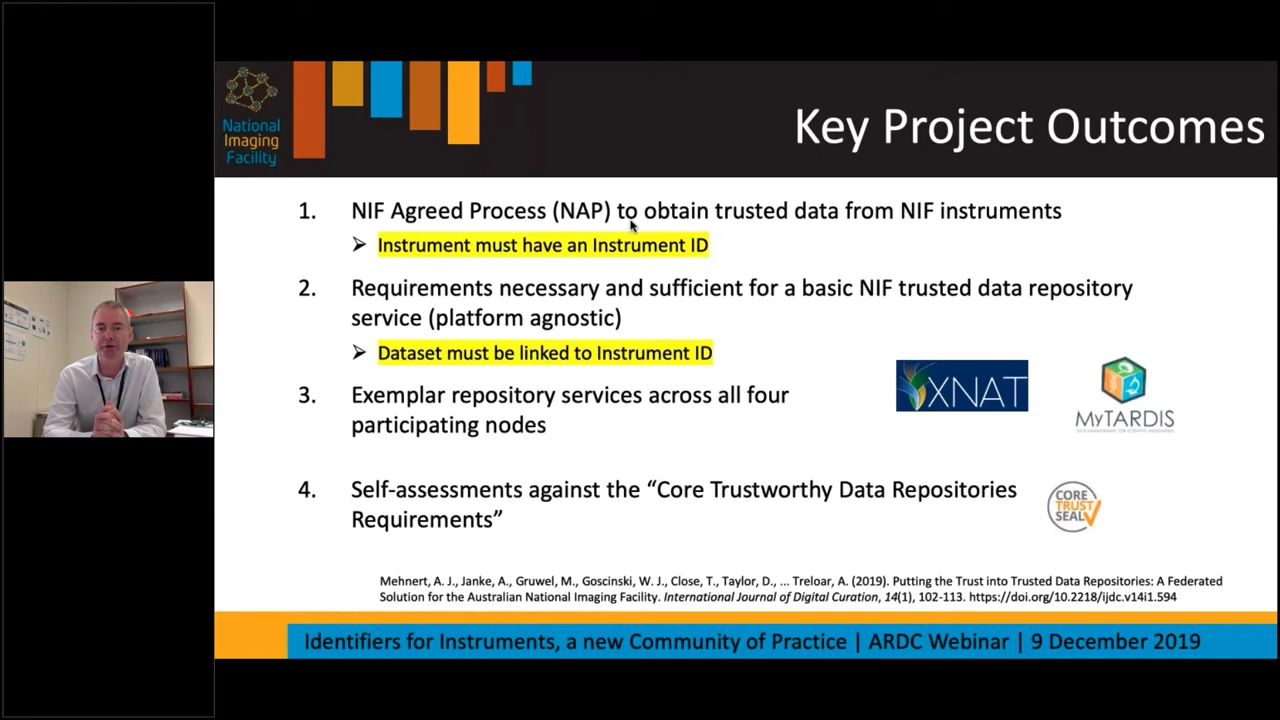 National
Imaging
Facility
Key Project Outcomes
1. NIF Agreed Process (NAP) to obtain trusted data from NIF instruments
➢ Instrument must have an Instrument ID
2. Requirements necessary and sufficient for a basic NIF trusted data repository
service (platform agnostic)
➢ Dataset must be linked to Instrument ID
3. Exemplar repository services across all four
participating nodes
XNAT
MyTARDIS
4. Self-assessments against the “Core Trustworthy Data Repositories
Requirements”
CORE
TRUST
SEAL
Mehnert, A. J., Janke, A., Gruwel, M., Goscinski, W. J., Close, T., Taylor, D., ... Treloar, A. (2019). Putting the Trust into Trusted Data Repositories: A Federated
Solution for the Australian National Imaging Facility. International Journal of Digital Curation, 14(1), 102-113. https://doi.org/10.2218/ijdc.v14i1.594
Identifiers for Instruments, a new Community of Practice | ARDC Webinar | 9 December 2019